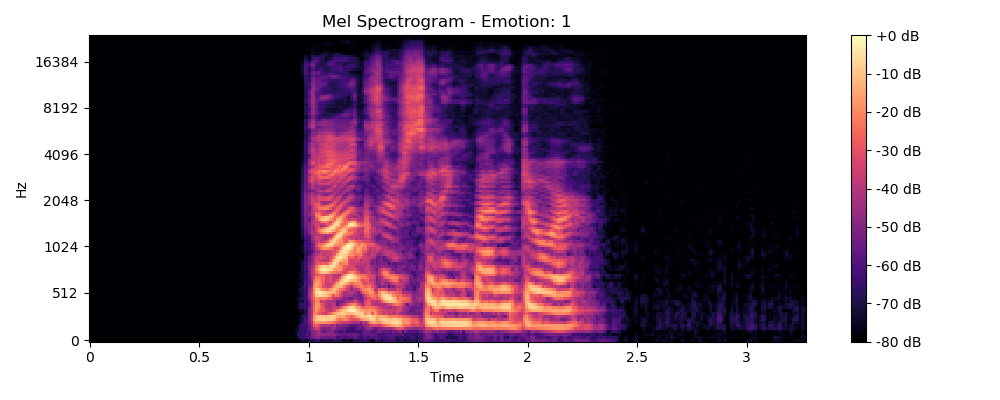 Mel Spectrogram - Emotion: 1
Hz
16384
8192
4096
2048
1024
512
0
0 0.5 1 1.5 2 2.5 3
Time
+0 dB
-10 dB
-20 dB
-30 dB
-40 dB
-50 dB
-60 dB
-70 dB
-80 dB